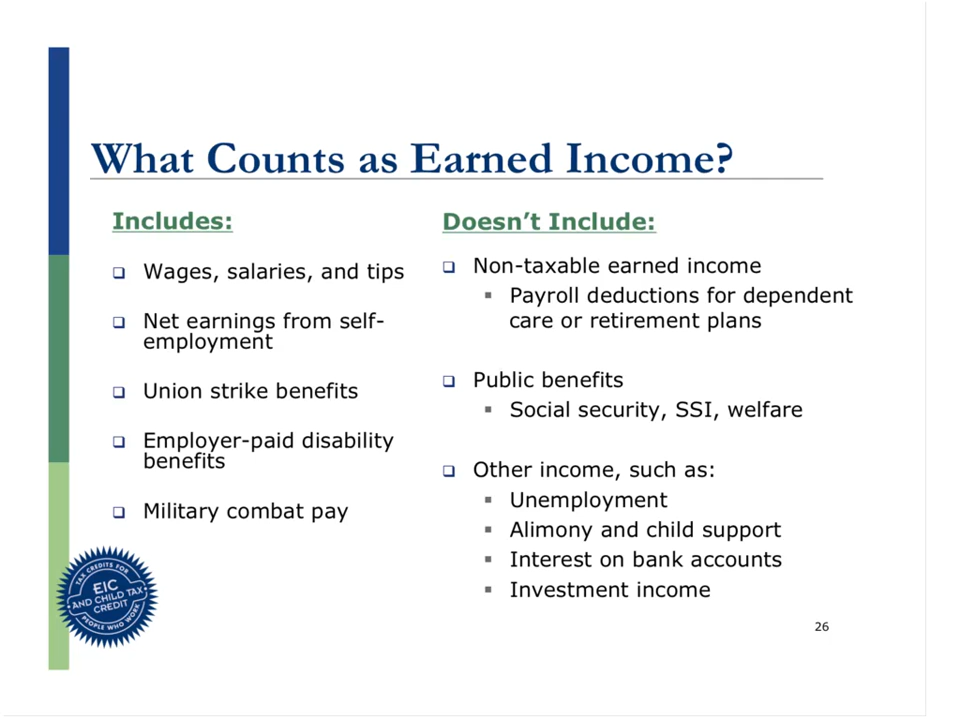 What Counts as Earned Income?
Includes:
Wages, salaries, and tips
Net earnings from self-
employment
Union strike benefits
Employer-paid disability
benefits
Military combat pay
Doesn’t Include:
Non-taxable earned income
Payroll deductions for dependent
care or retirement plans
Public benefits
Social security, SSI, welfare
Other income, such as:
Unemployment
Alimony and child support
Interest on bank accounts
Investment income
TAX CREDITS FOR
EIC
AND CHILD TAX
CREDIT
PEOPLE WHO WORK
26